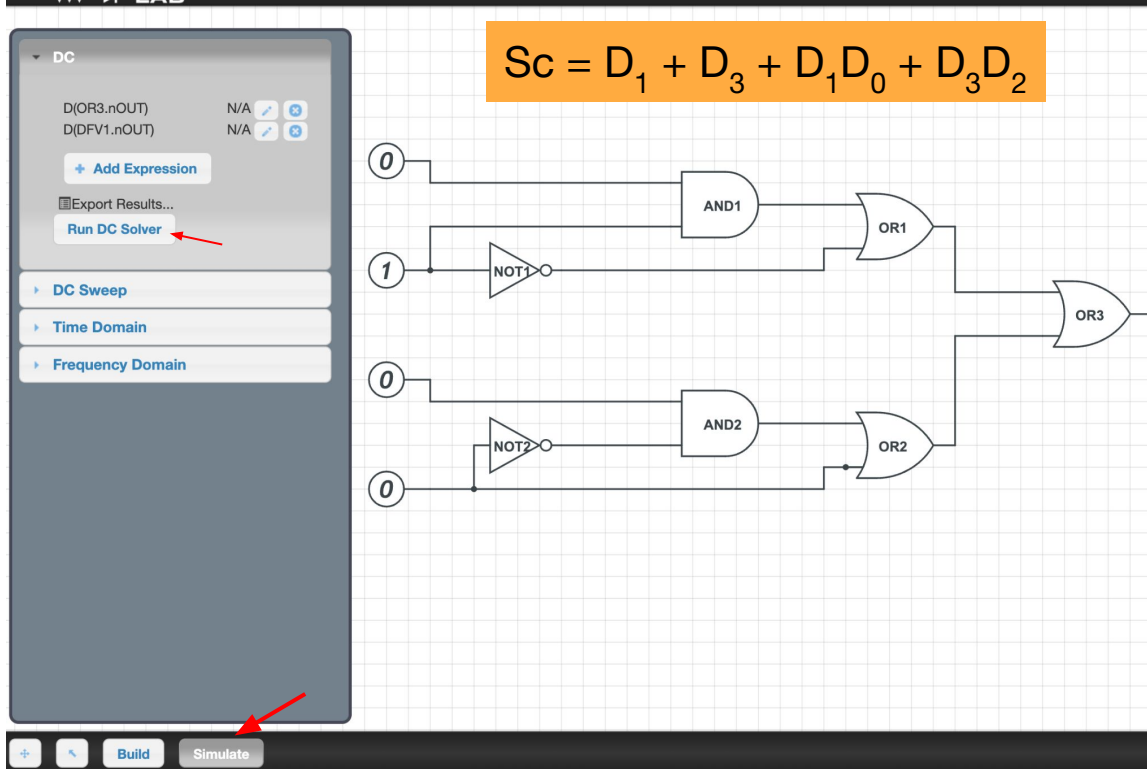 LAB
DC
Sc = D₁ + D₃ + D₁D₀ + D₃D₂
D(OR3.nOUT) N/A
D(DFV1.nOUT) N/A
+ Add Expression
Export Results...
Run DC Solver
DC Sweep
Time Domain
Frequency Domain
0
AND1
OR1
1
NOT1
OR3
0
AND2
NOT2
OR2
0
Build Simulate